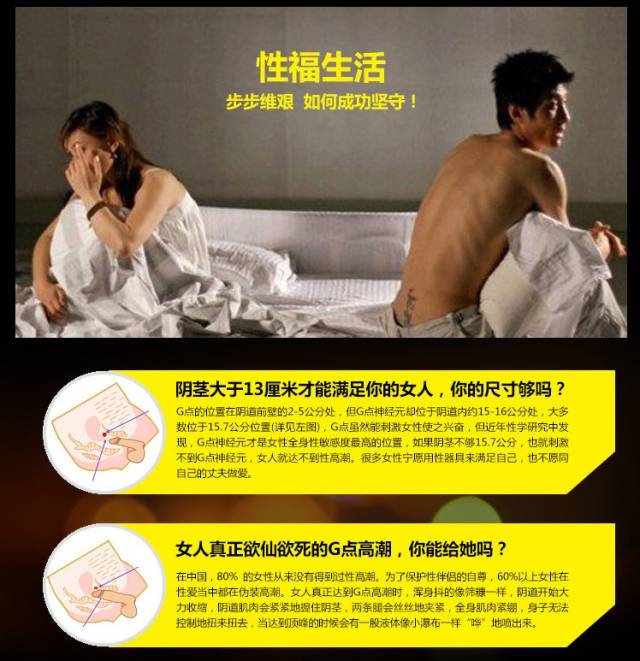 性福生活
步步维艰 如何成功坚守！
阴茎大于13厘米才能满足你的女人，你的尺寸够吗？
G点的位置在阴道前壁的2-5公分处，但G点神经元却位于阴道内约15-16公分处，大多
数位于15.7公分位置(详见左图)，G点虽然能刺激女性使之兴奋，但近年性学研究中发
现，G点神经元才是女性全身性敏感度最高的位置，如果阴茎不够15.7公分，也就刺激
不到G点神经元，女人就达不到性高潮。很多女性宁愿用性器具来满足自己，也不愿同
自己的丈夫做爱。
女人真正欲仙欲死的G点高潮，你能给她吗？
在中国，80% 的女性从来没有得到过性高潮。为了保护性伴侣的自尊，60%以上女性在
性爱当中都在伪装高潮。女人真正达到G点高潮时，浑身抖的像筛糠一样，阴道开始大
力收缩，阴道肌肉会紧紧地握住阴茎，两条腿会丝丝地夹紧，全身肌肉紧绷，身子无法
控制地扭来扭去，当达到顶峰的时候会有一股液体像小瀑布一样“哗”地喷出来。